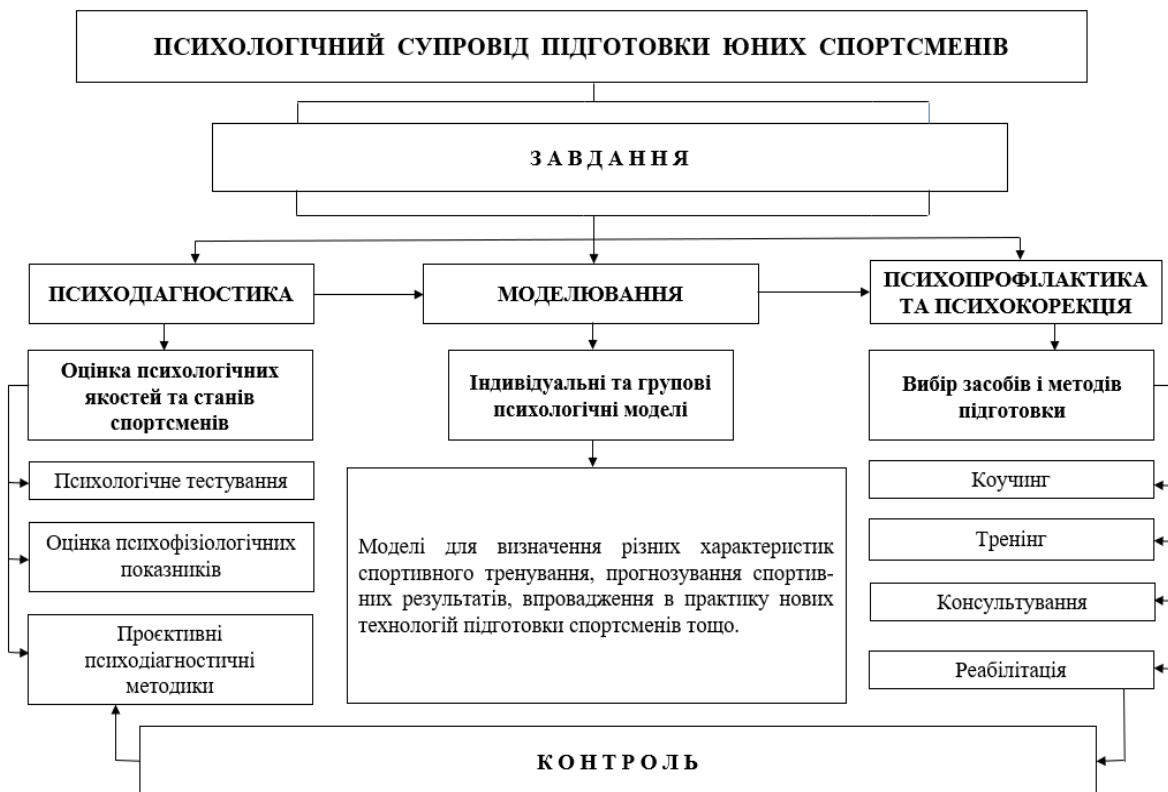 ПСИХОЛОГІЧНИЙ СУПРОВІД ПІДГОТОВКИ ЮНИХ СПОРТСМЕНІВ
З А В Д А Н Н Я
ПСИХОДІАГНОСТИКА
МОДЕЛЮВАННЯ
ПСИХОПРОФІЛАКТИКА
ТА ПСИХОКОРЕКЦІЯ
Оцінка психологічних
якостей та станів
спортсменів
Індивідуальні та групові
психологічні моделі
Вибір засобів і методів
підготовки
Психологічне тестування
Оцінка психофізіологічних
показників
Проєктивні
психодіагностичні
методики
Моделі для визначення різних характеристик
спортивного тренування, прогнозування спортив-
них результатів, впровадження в практику нових
технологій підготовки спортсменів тощо.
Коучинг
Тренінг
Консультування
Реабілітація
К О Н Т Р О Л Ь